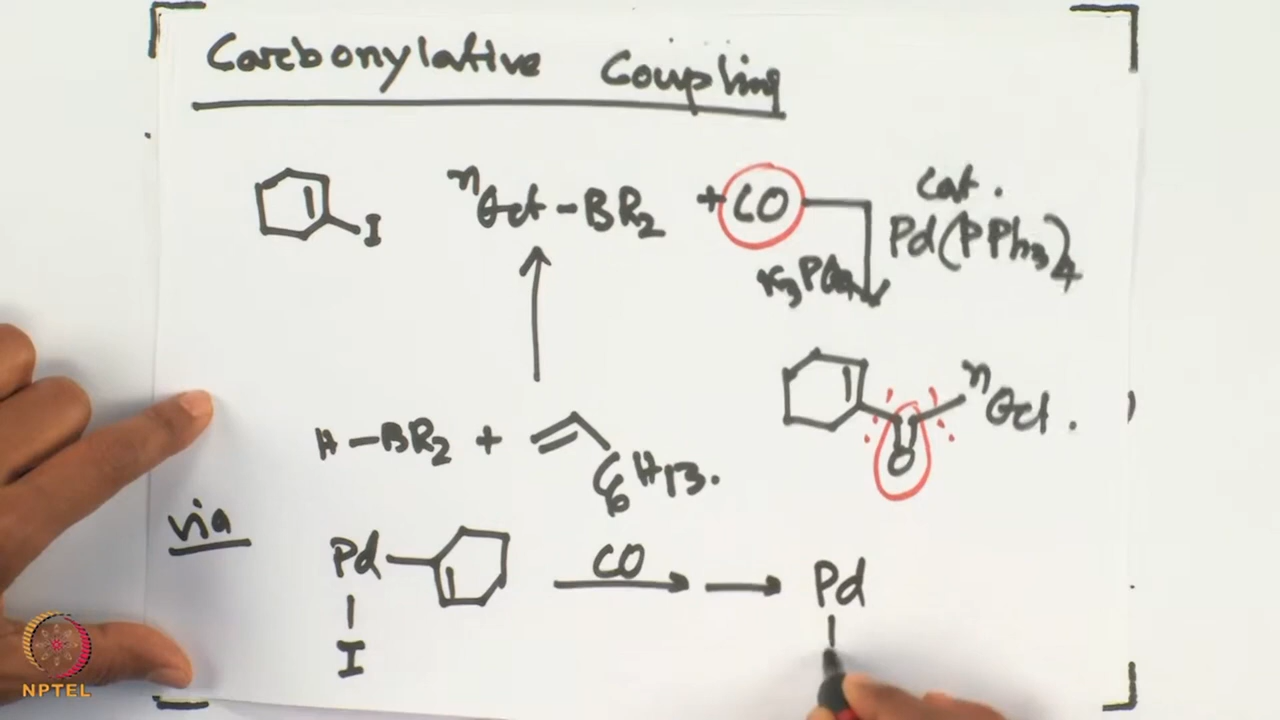 Carbonylative Coupling
I nOct-BR2 + CO cat.
Pd(PPh3)4
K3PO4
nOct.
O
H-BR2 + C6H13.
via
Pd CO Pd
I
NPTEL